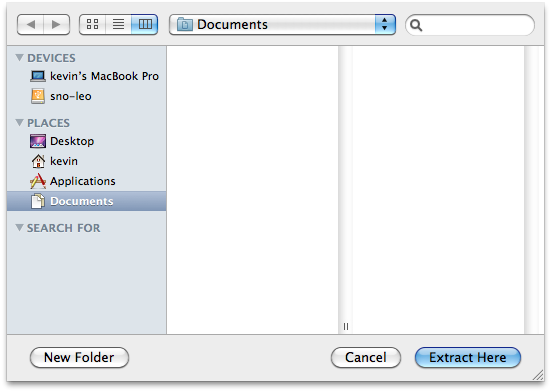 Documents
DEVICES
kevin's MacBook Pro
sno-leo
PLACES
Desktop
kevin
Applications
Documents
SEARCH FOR
New Folder
Cancel
Extract Here